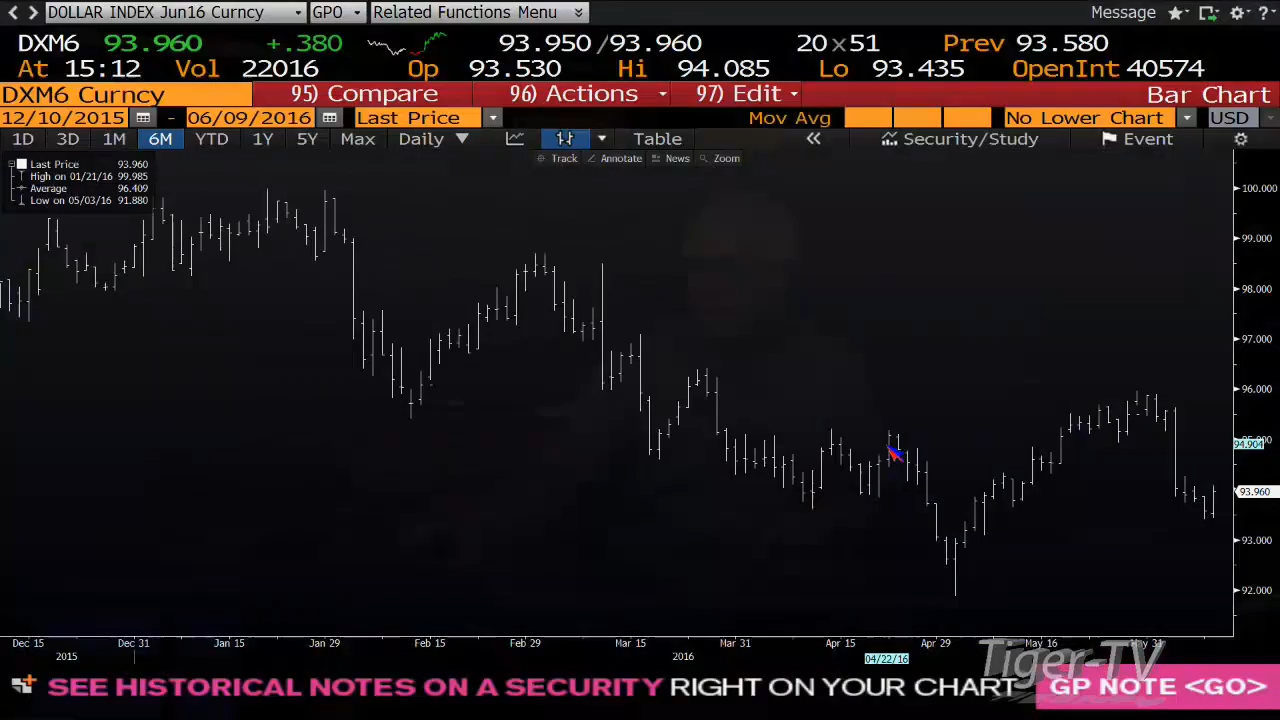 DOLLAR INDEX Jun16 Curncy GPO Related Functions Menu Message
DXM6 93.960 +.380 93.950 /93.960 20 x 51 Prev 93.580
At 15:12 Vol 22016 Op 93.530 Hi 94.085 Lo 93.435 OpenInt 40574
DXM6 Curncy 95) Compare 96) Actions 97) Edit Bar Chart
12/10/2015 - 06/09/2016 Last Price Mov Avg No Lower Chart USD
1D 3D 1M 6M YTD 1Y 5Y Max Daily Table « Security/Study Event
Track Annotate News Zoom
Last Price 93.960
High on 01/21/16 99.985
Average 96.409
Low on 05/03/16 91.880
100.000
99.000
98.000
97.000
96.000
95.000
94.904
93.960
93.000
92.000
Dec 15 Dec 31 Jan 15 Jan 29 Feb 15 Feb 29 Mar 15 Mar 31 Apr 15 Apr 29 May 16 May 31
2015 2016 04/22/16
Tiger-TV
SEE HISTORICAL NOTES ON A SECURITY RIGHT ON YOUR CHART GP NOTE <GO>